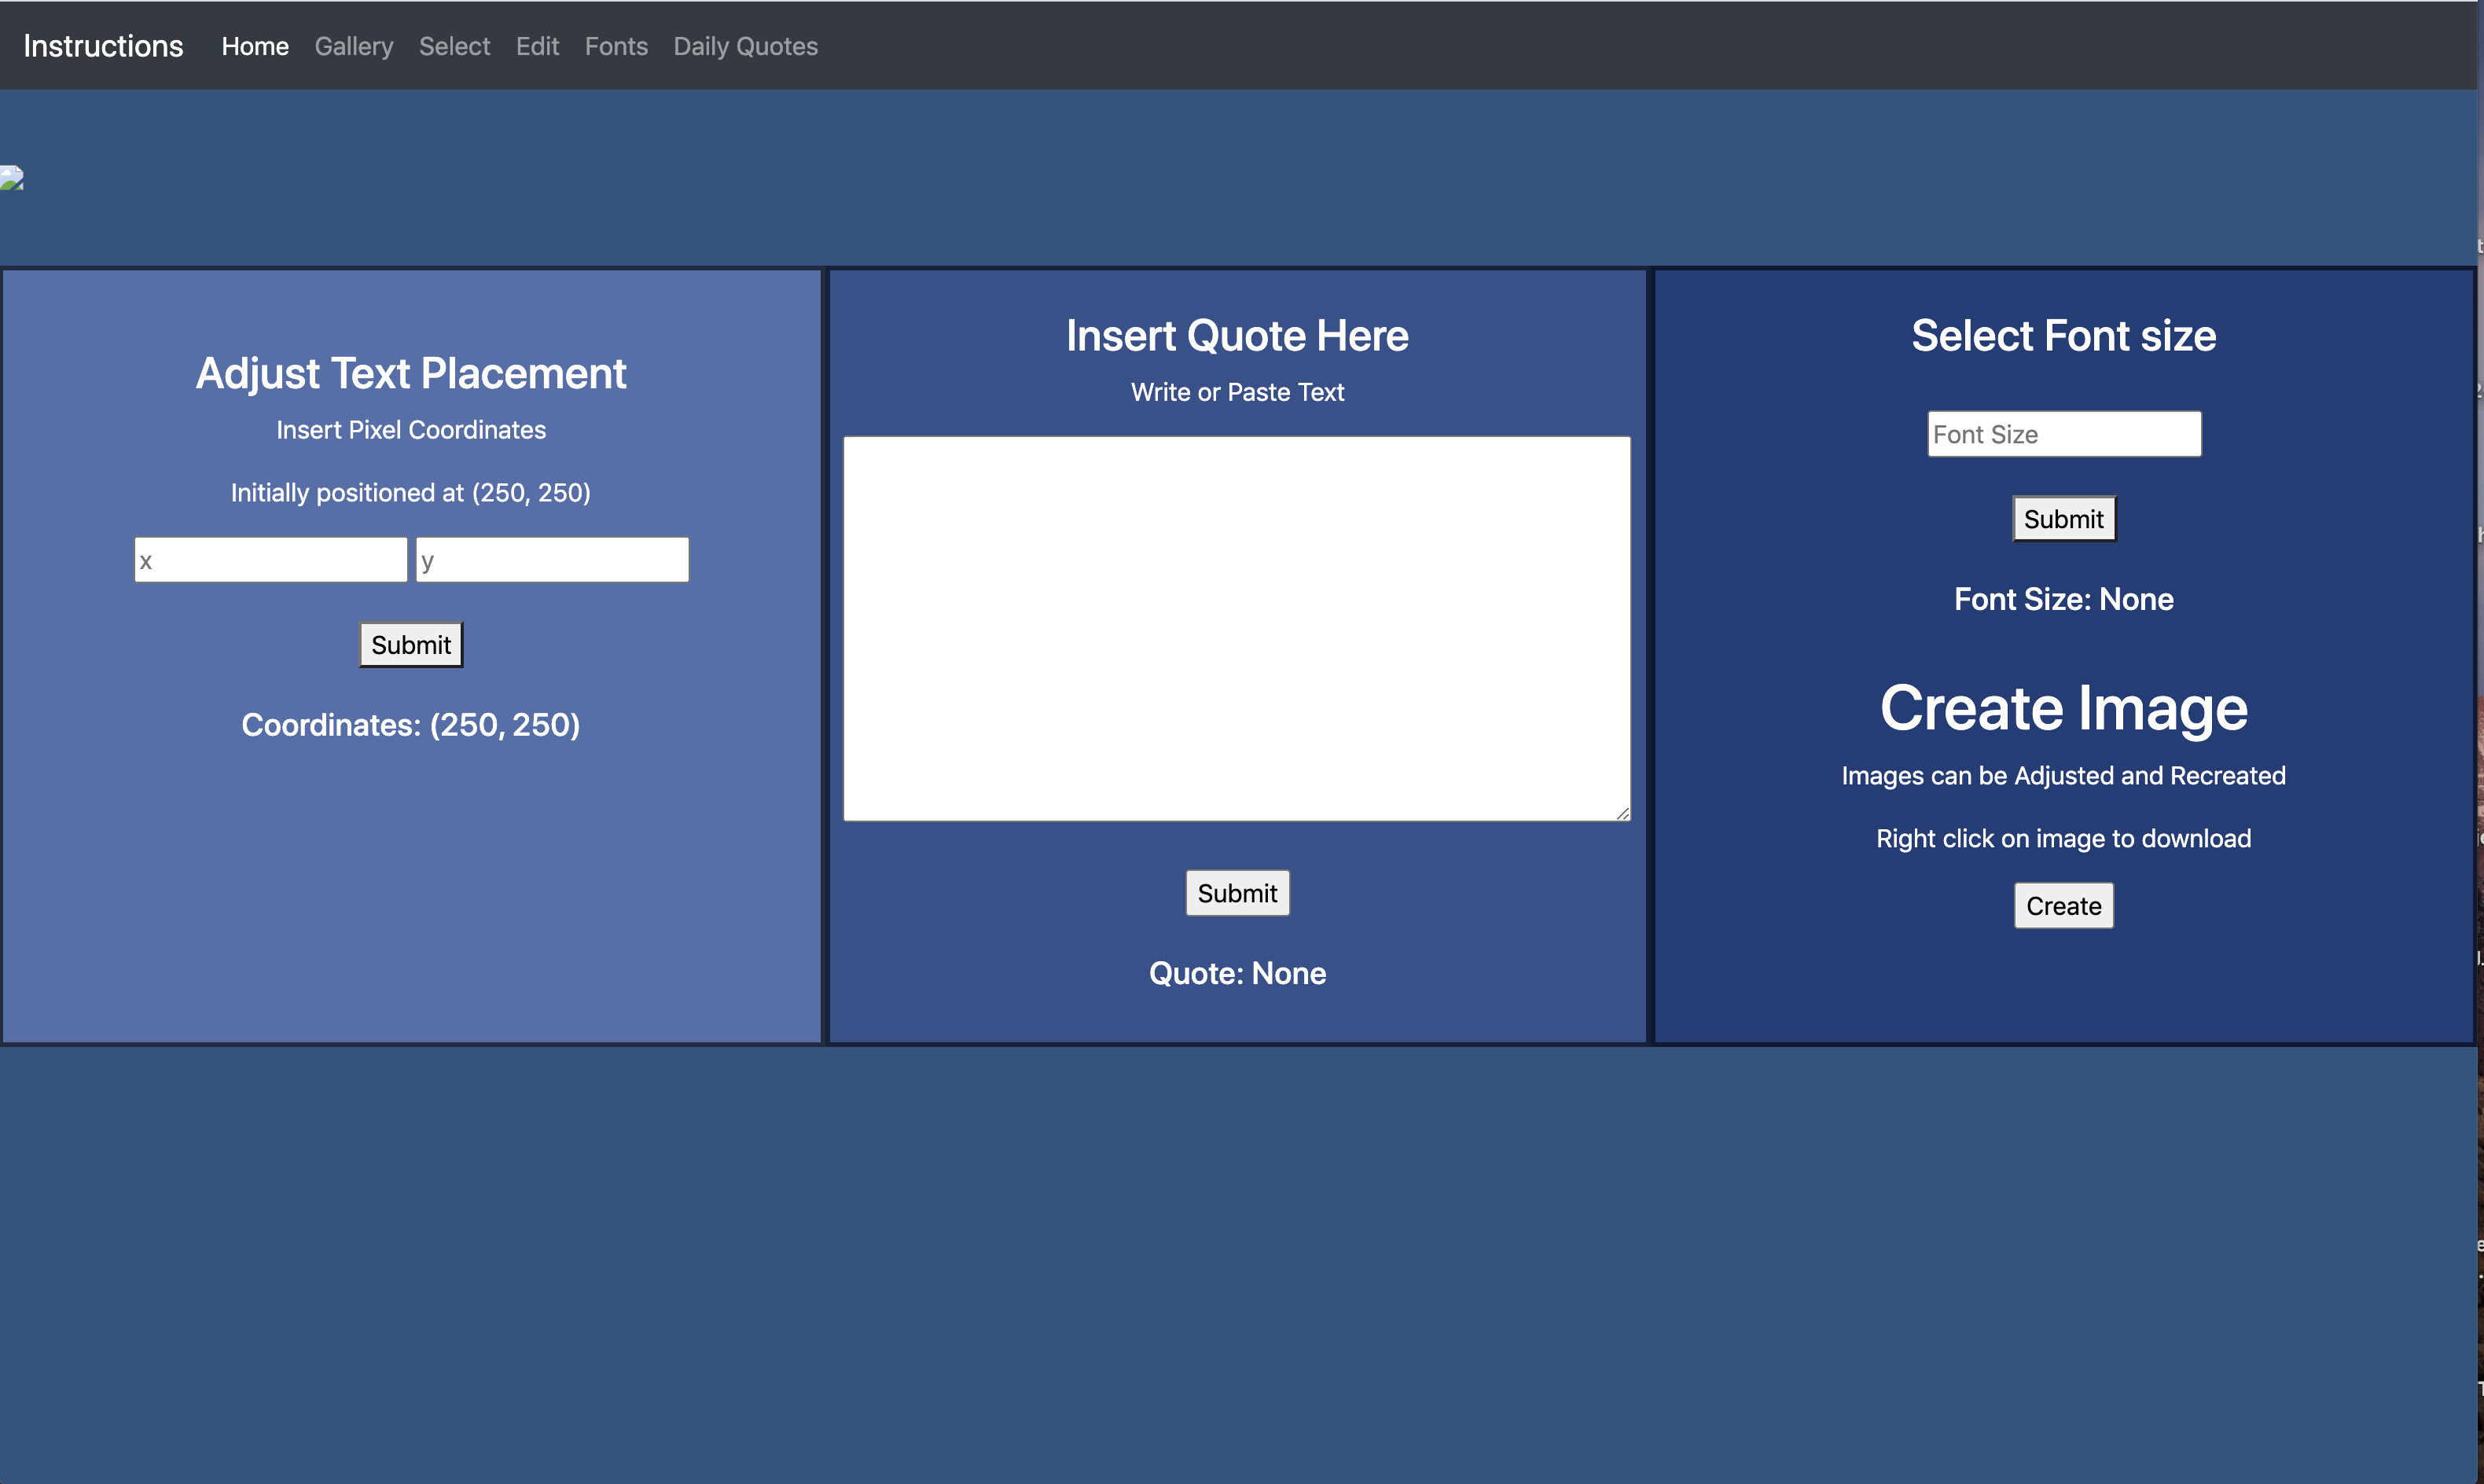 Instructions Home Gallery Select Edit Fonts Daily Quotes
Adjust Text Placement
Insert Pixel Coordinates
Initially positioned at (250, 250)
x y
Submit
Coordinates: (250, 250)
Insert Quote Here
Write or Paste Text
Submit
Quote: None
Select Font size
Font Size
Submit
Font Size: None
Create Image
Images can be Adjusted and Recreated
Right click on image to download
Create